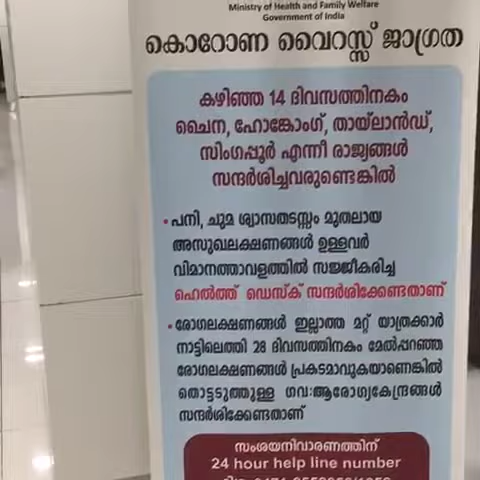 Ministry of Health and Family Welfare
Government of India
കൊറോണ വൈറസ്സ് ജാഗ്രത
കഴിഞ്ഞ 14 ദിവസത്തിനകം
ചൈന, ഹോങ്കോംഗ്, തായ്ലാൻഡ്,
സിംഗപ്പൂർ എന്നീ രാജ്യങ്ങൾ
സന്ദർശിച്ചവരുണ്ടെങ്കിൽ
• പനി, ചുമ ശ്വാസതടസ്സം മുതലായ
അസുഖലക്ഷണങ്ങൾ ഉള്ളവർ
വിമാനത്താവളത്തിൽ സജ്ജീകരിച്ച
ഹെൽത്ത് ഡെസ്ക് സന്ദർശിക്കേണ്ടതാണ്
• രോഗലക്ഷണങ്ങൾ ഇല്ലാത്ത മറ്റ് യാത്രക്കാർ
നാട്ടിലെത്തി 28 ദിവസത്തിനകം മേൽപ്പറഞ്ഞ
രോഗലക്ഷണങ്ങൾ പ്രകടമാവുകയാണെങ്കിൽ
തൊട്ടടുത്തുള്ള ഗവ:ആരോഗ്യകേന്ദ്രങ്ങൾ
സന്ദർശിക്കേണ്ടതാണ്
സംശയനിവാരണത്തിന്
24 hour help line number